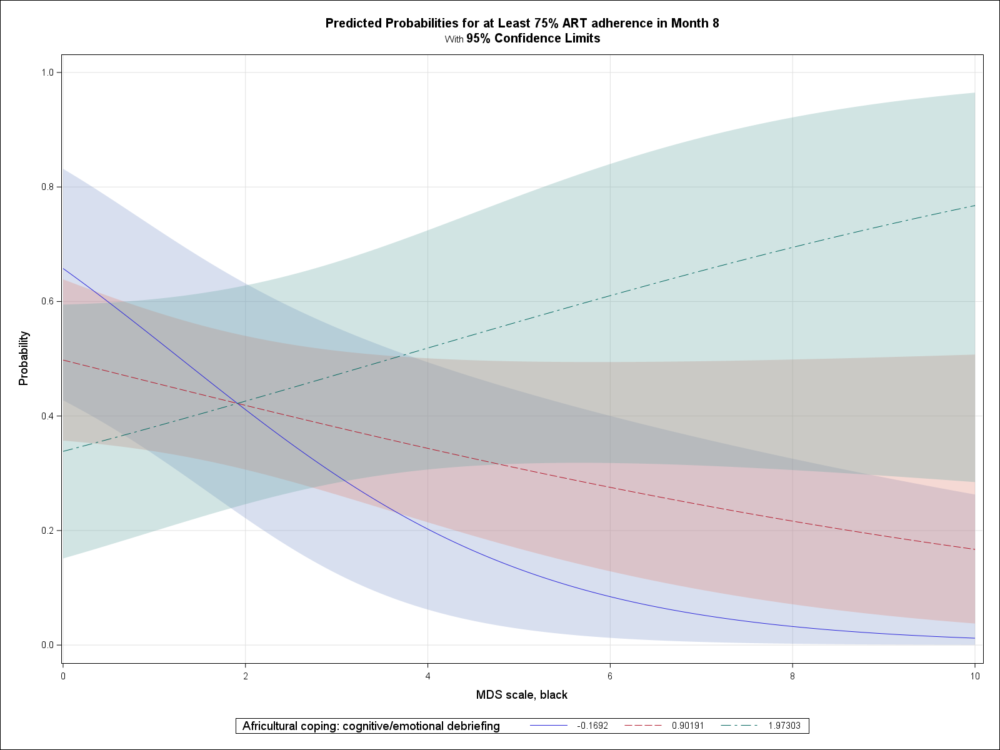 Predicted Probabilities for at Least 75% ART adherence in Month 8
With 95% Confidence Limits
1.0
0.8
0.6
0.4
0.2
0.0
Probability
0 2 4 6 8 10
MDS scale, black
Africultural coping: cognitive/emotional debriefing -0.1692 0.90191 1.97303